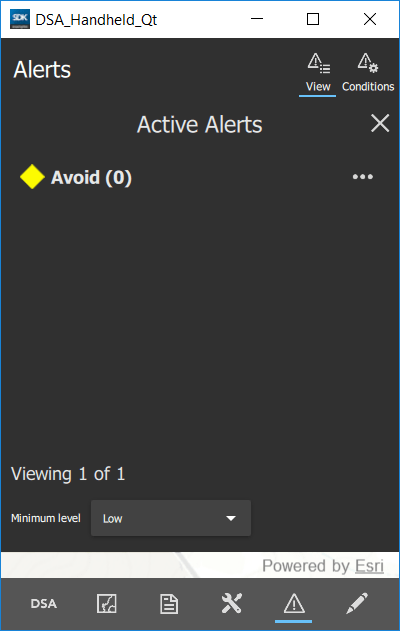 SDK DSA_Handheld_Qt
Alerts
View Conditions
Active Alerts
Avoid (0)
Viewing 1 of 1
Minimum level Low
Powered by Esri
DSA